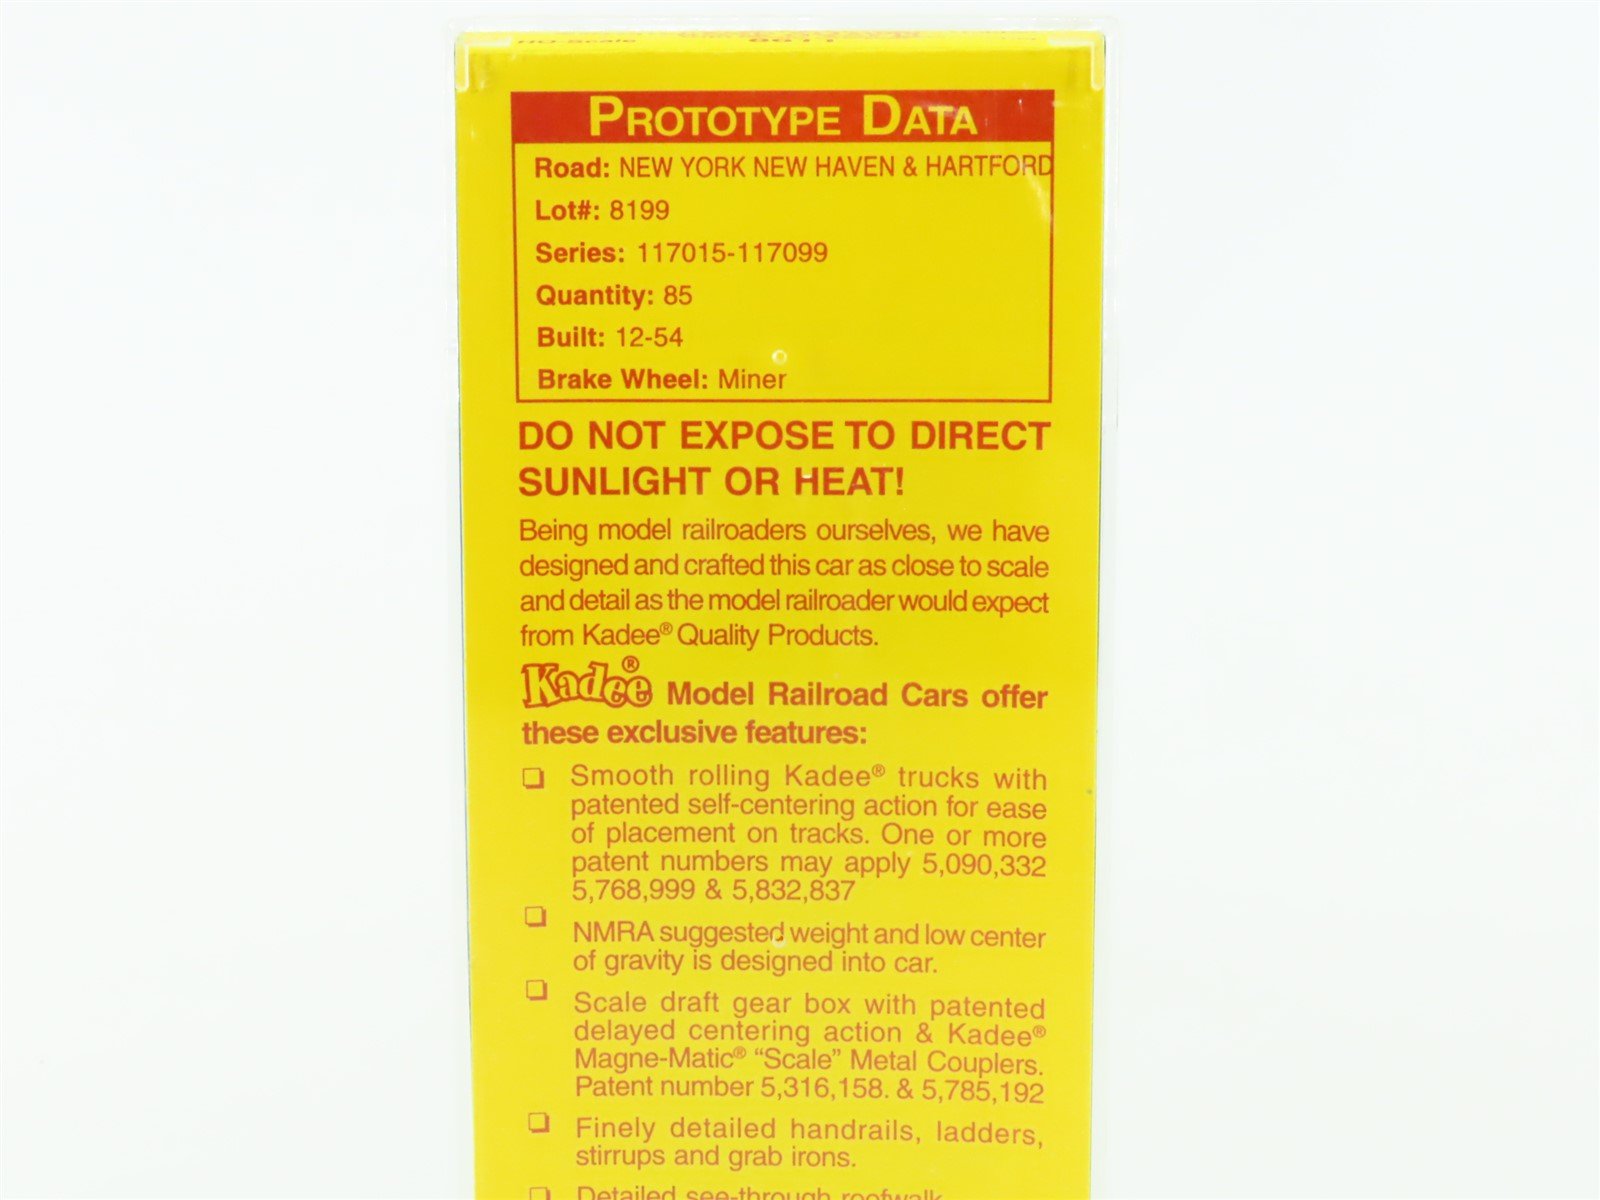 HO-Scale
PROTOTYPE DATA
Road: NEW YORK NEW HAVEN & HARTFORD
Lot#: 8199
Series: 117015-117099
Quantity: 85
Built: 12-54
Brake Wheel: Miner
DO NOT EXPOSE TO DIRECT
SUNLIGHT OR HEAT!
Being model railroaders ourselves, we have
designed and crafted this car as close to scale
and detail as the model railroader would expect
from Kadee® Quality Products.
Kadee® Model Railroad Cars offer
these exclusive features:
❏ Smooth rolling Kadee® trucks with
patented self-centering action for ease
of placement on tracks. One or more
patent numbers may apply 5,090,332
5,768,999 & 5,832,837
❏ NMRA suggested weight and low center
of gravity is designed into car.
❏ Scale draft gear box with patented
delayed centering action & Kadee®
Magne-Matic® “Scale” Metal Couplers.
Patent number 5,316,158. & 5,785,192
❏ Finely detailed handrails, ladders,
stirrups and grab irons.
❏ Detailed see-through roofwalk